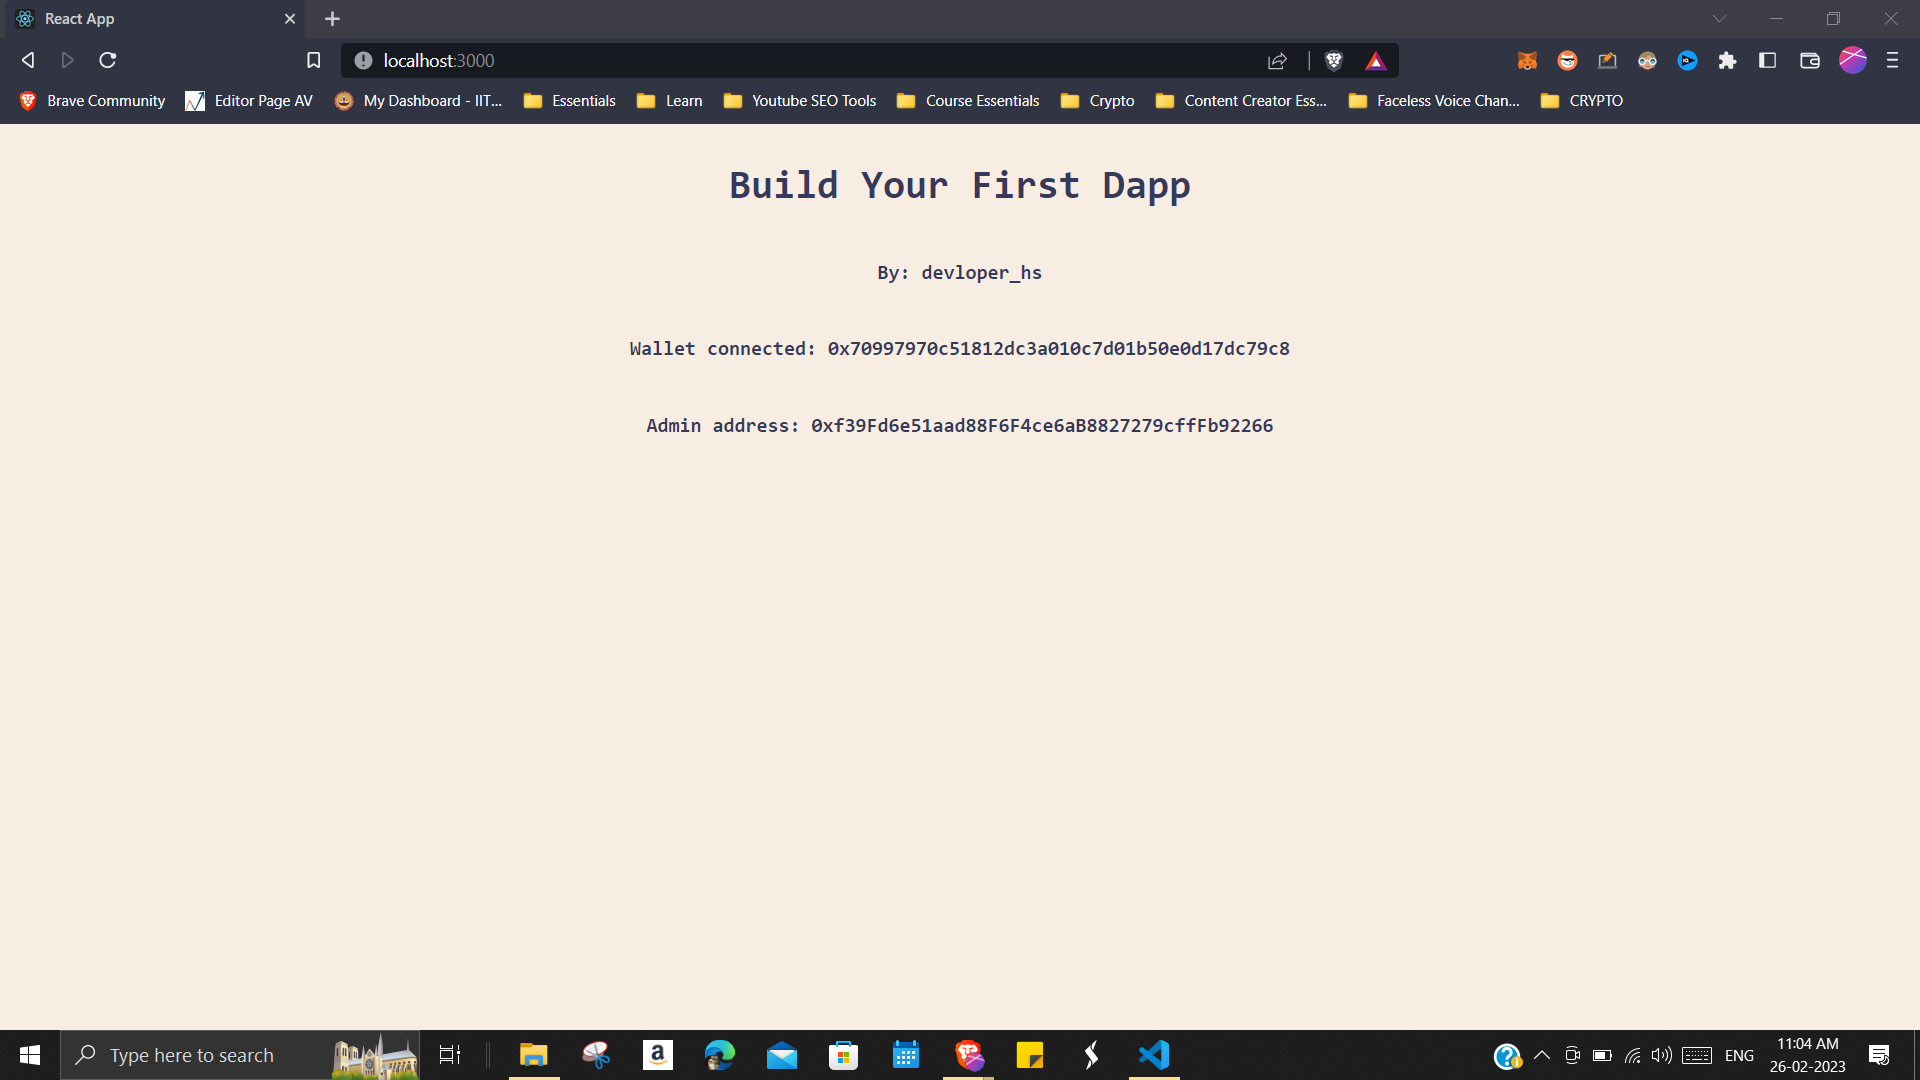 React App
localhost:3000
Brave Community Editor Page AV My Dashboard - IIT... Essentials Learn Youtube SEO Tools Course Essentials Crypto Content Creator Ess... Faceless Voice Chan... CRYPTO
Build Your First Dapp
By: devloper_hs
Wallet connected: 0x70997970c51812dc3a010c7d01b50e0d17dc79c8
Admin address: 0xf39Fd6e51aad88F6F4ce6aB8827279cffFb92266
Type here to search
ENG
11:04 AM
26-02-2023